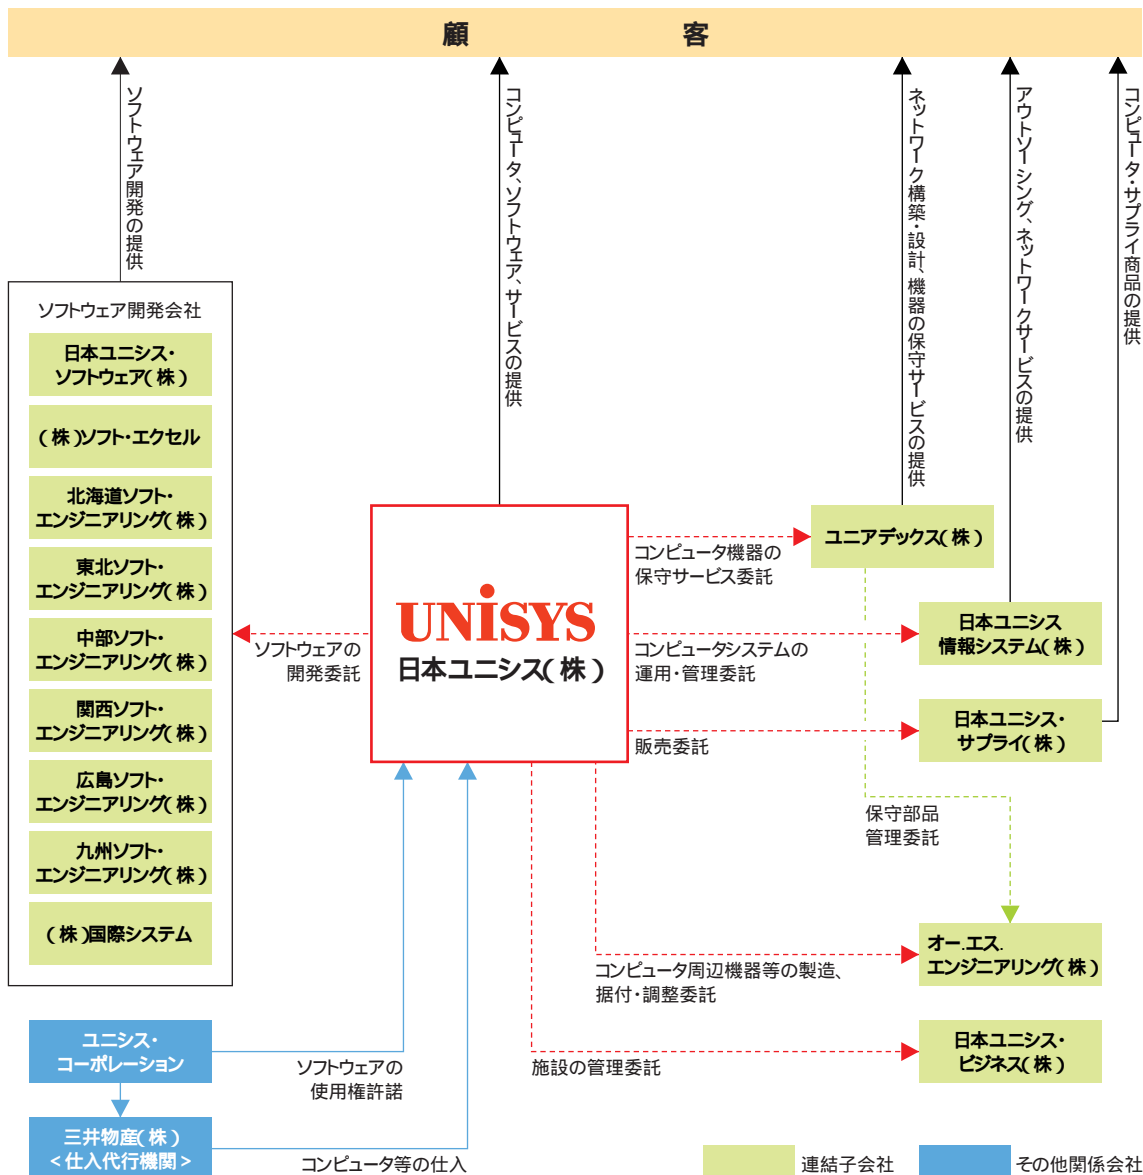 顧 客
ソフトウェア開発の提供
コンピュータ、ソフトウェア、サービスの提供
ネットワーク構築・設計、機器の保守サービスの提供
アウトソーシング、ネットワークサービスの提供
コンピュータ・サプライ商品の提供
ソフトウェア開発会社
日本ユニシス・
ソフトウェア(株)
(株)ソフト・エクセル
北海道ソフト・
エンジニアリング(株)
東北ソフト・
エンジニアリング(株)
中部ソフト・
エンジニアリング(株)
関西ソフト・
エンジニアリング(株)
広島ソフト・
エンジニアリング(株)
九州ソフト・
エンジニアリング(株)
(株)国際システム
ソフトウェアの
開発委託
UNISYS
日本ユニシス(株)
コンピュータ機器の
保守サービス委託
ユニアデックス(株)
コンピュータシステムの
運用・管理委託
日本ユニシス
情報システム(株)
販売委託
日本ユニシス・
サプライ(株)
保守部品
管理委託
コンピュータ周辺機器等の製造、
据付・調整委託
オー.エス.
エンジニアリング(株)
施設の管理委託
日本ユニシス・
ビジネス(株)
ユニシス・
コーポレーション
ソフトウェアの
使用権許諾
三井物産(株)
<仕入代行機関>
コンピュータ等の仕入
連結子会社
その他関係会社